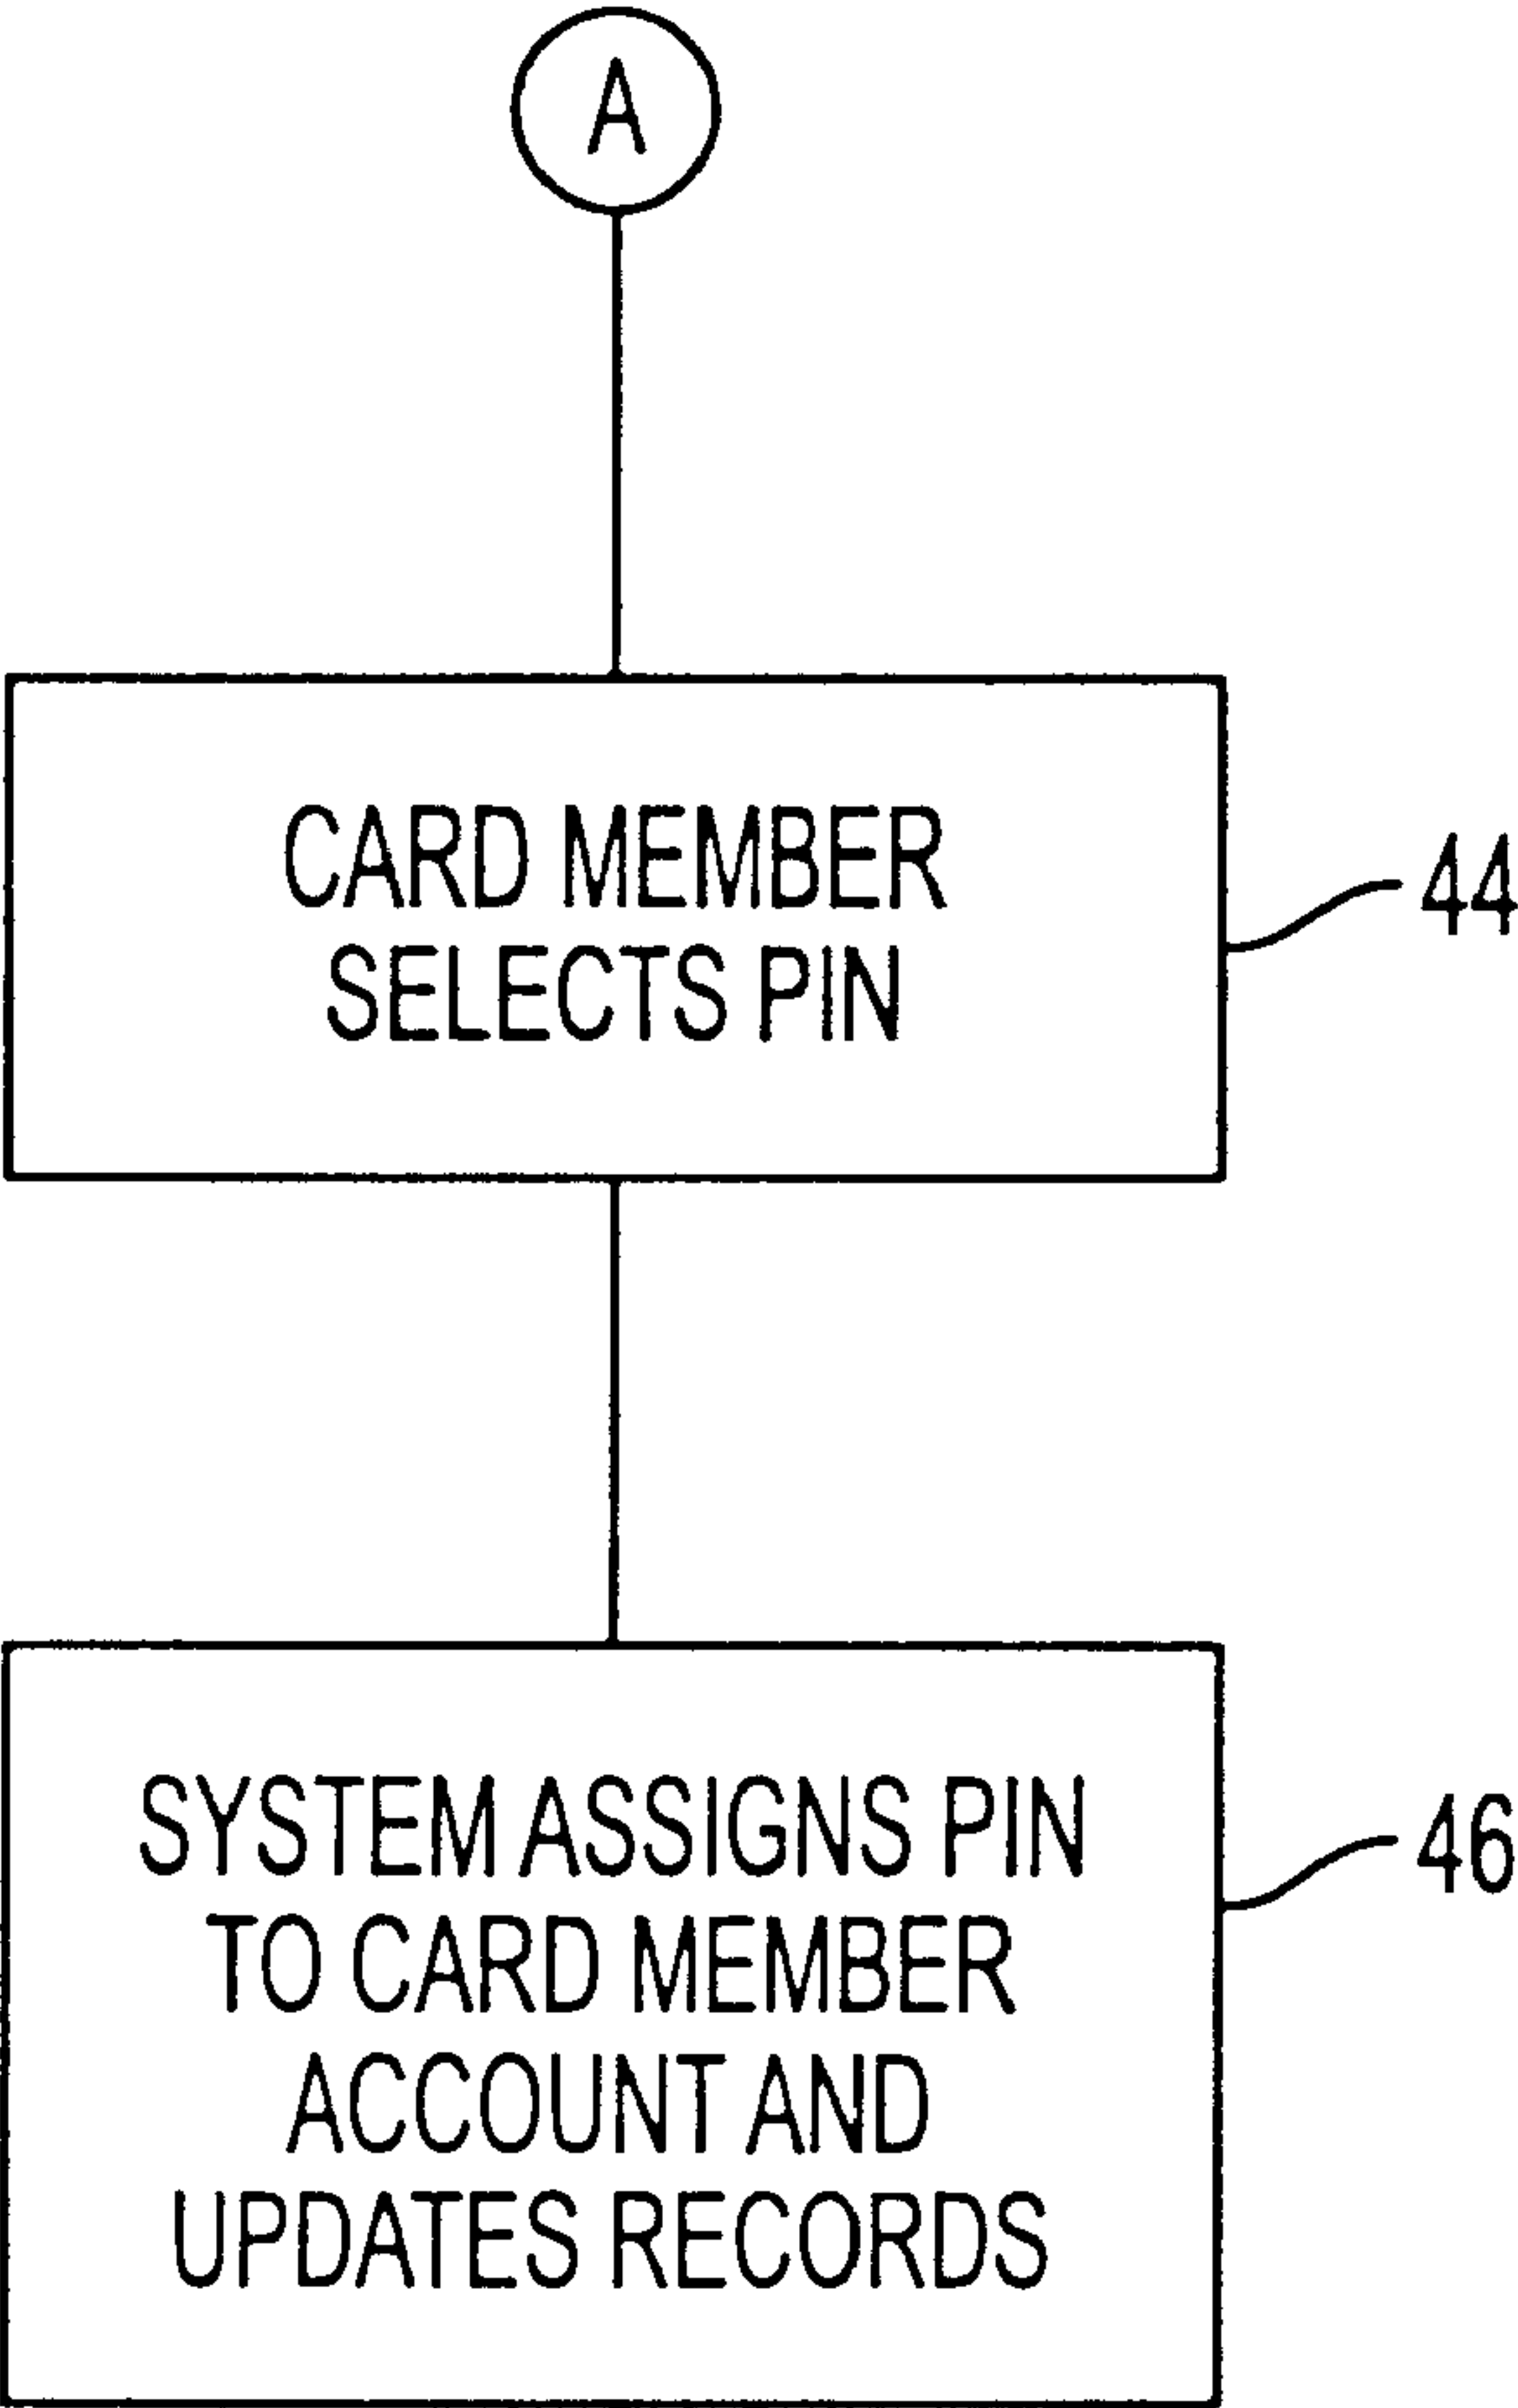 A
CARD MEMBER
SELECTS PIN
44
SYSTEM ASSIGNS PIN
TO CARD MEMBER
ACCOUNT AND
UPDATES RECORDS
46